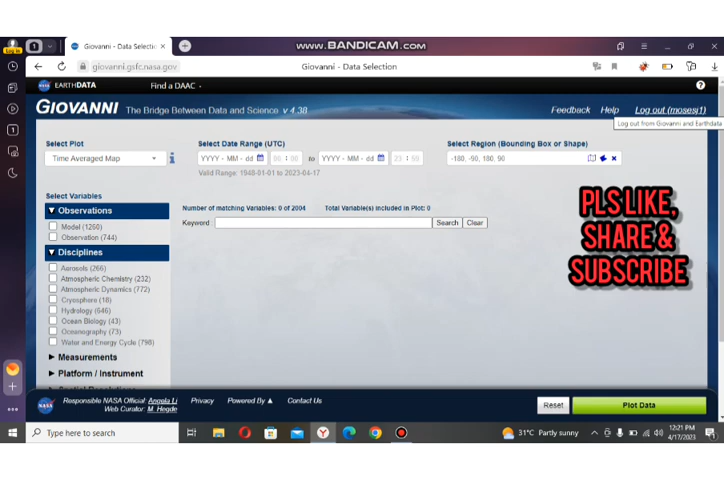 Giovanni - Data Selectio
www.BANDICAM.com
Log in
1
giovanni.gsfc.nasa.gov
Giovanni - Data Selection
EARTHDATA
Find a DAAC
GIOVANNI The Bridge Between Data and Science v 4.38
Feedback Help Log out (mosesj1)
Log out from Giovanni and Earthdata
Select Plot
Select Date Range (UTC)
Select Region (Bounding Box or Shape)
Time Averaged Map
YYYY - MM - dd 00 : 00 to YYYY - MM - dd 23 : 59
-180, -90, 180, 90
Valid Range: 1948-01-01 to 2023-04-17
Select Variables
Observations
Number of matching Variables: 0 of 2004 Total Variable(s) included in Plot: 0
Keyword : Search Clear
Model (1260)
Observation (744)
Disciplines
Aerosols (266)
Atmospheric Chemistry (232)
Atmospheric Dynamics (772)
Cryosphere (18)
Hydrology (646)
Ocean Biology (43)
Oceanography (73)
Water and Energy Cycle (798)
Measurements
Platform / Instrument
PLS LIKE,
SHARE &
SUBSCRIBE
Responsible NASA Official: Angela Li
Web Curator: M. Hegde
Privacy Powered By Contact Us
Reset Plot Data
Type here to search
31°C Partly sunny
12:21 PM
4/17/2023